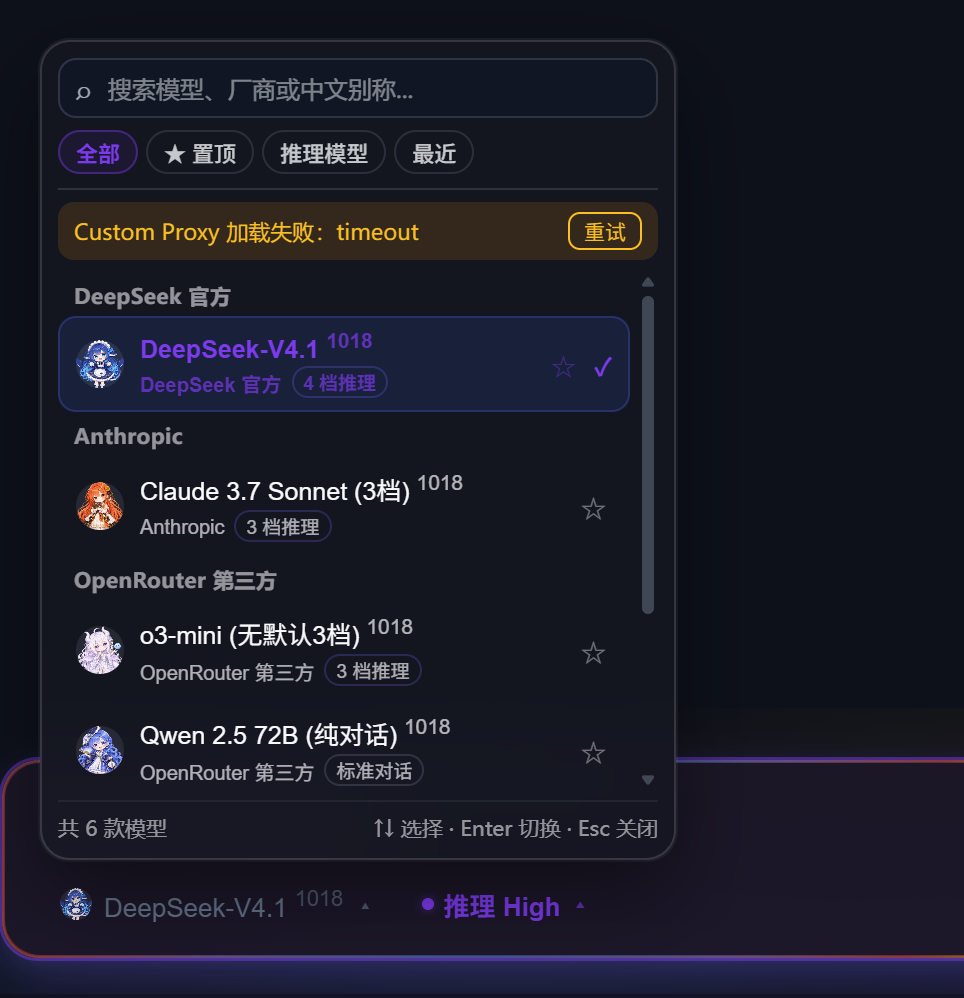 ⌕ 搜索模型、厂商或中文别称...
全部 ★ 置顶 推理模型 最近
Custom Proxy 加载失败：timeout 重试
DeepSeek 官方
DeepSeek-V4.1 1018
DeepSeek 官方 4 档推理 ☆ ✓
Anthropic
Claude 3.7 Sonnet (3档) 1018
Anthropic 3 档推理 ☆
OpenRouter 第三方
o3-mini (无默认3档) 1018
OpenRouter 第三方 3 档推理 ☆
Qwen 2.5 72B (纯对话) 1018
OpenRouter 第三方 标准对话 ☆
共 6 款模型 ↑↓ 选择 · Enter 切换 · Esc 关闭
DeepSeek-V4.1 1018 ▴ ● 推理 High ▴